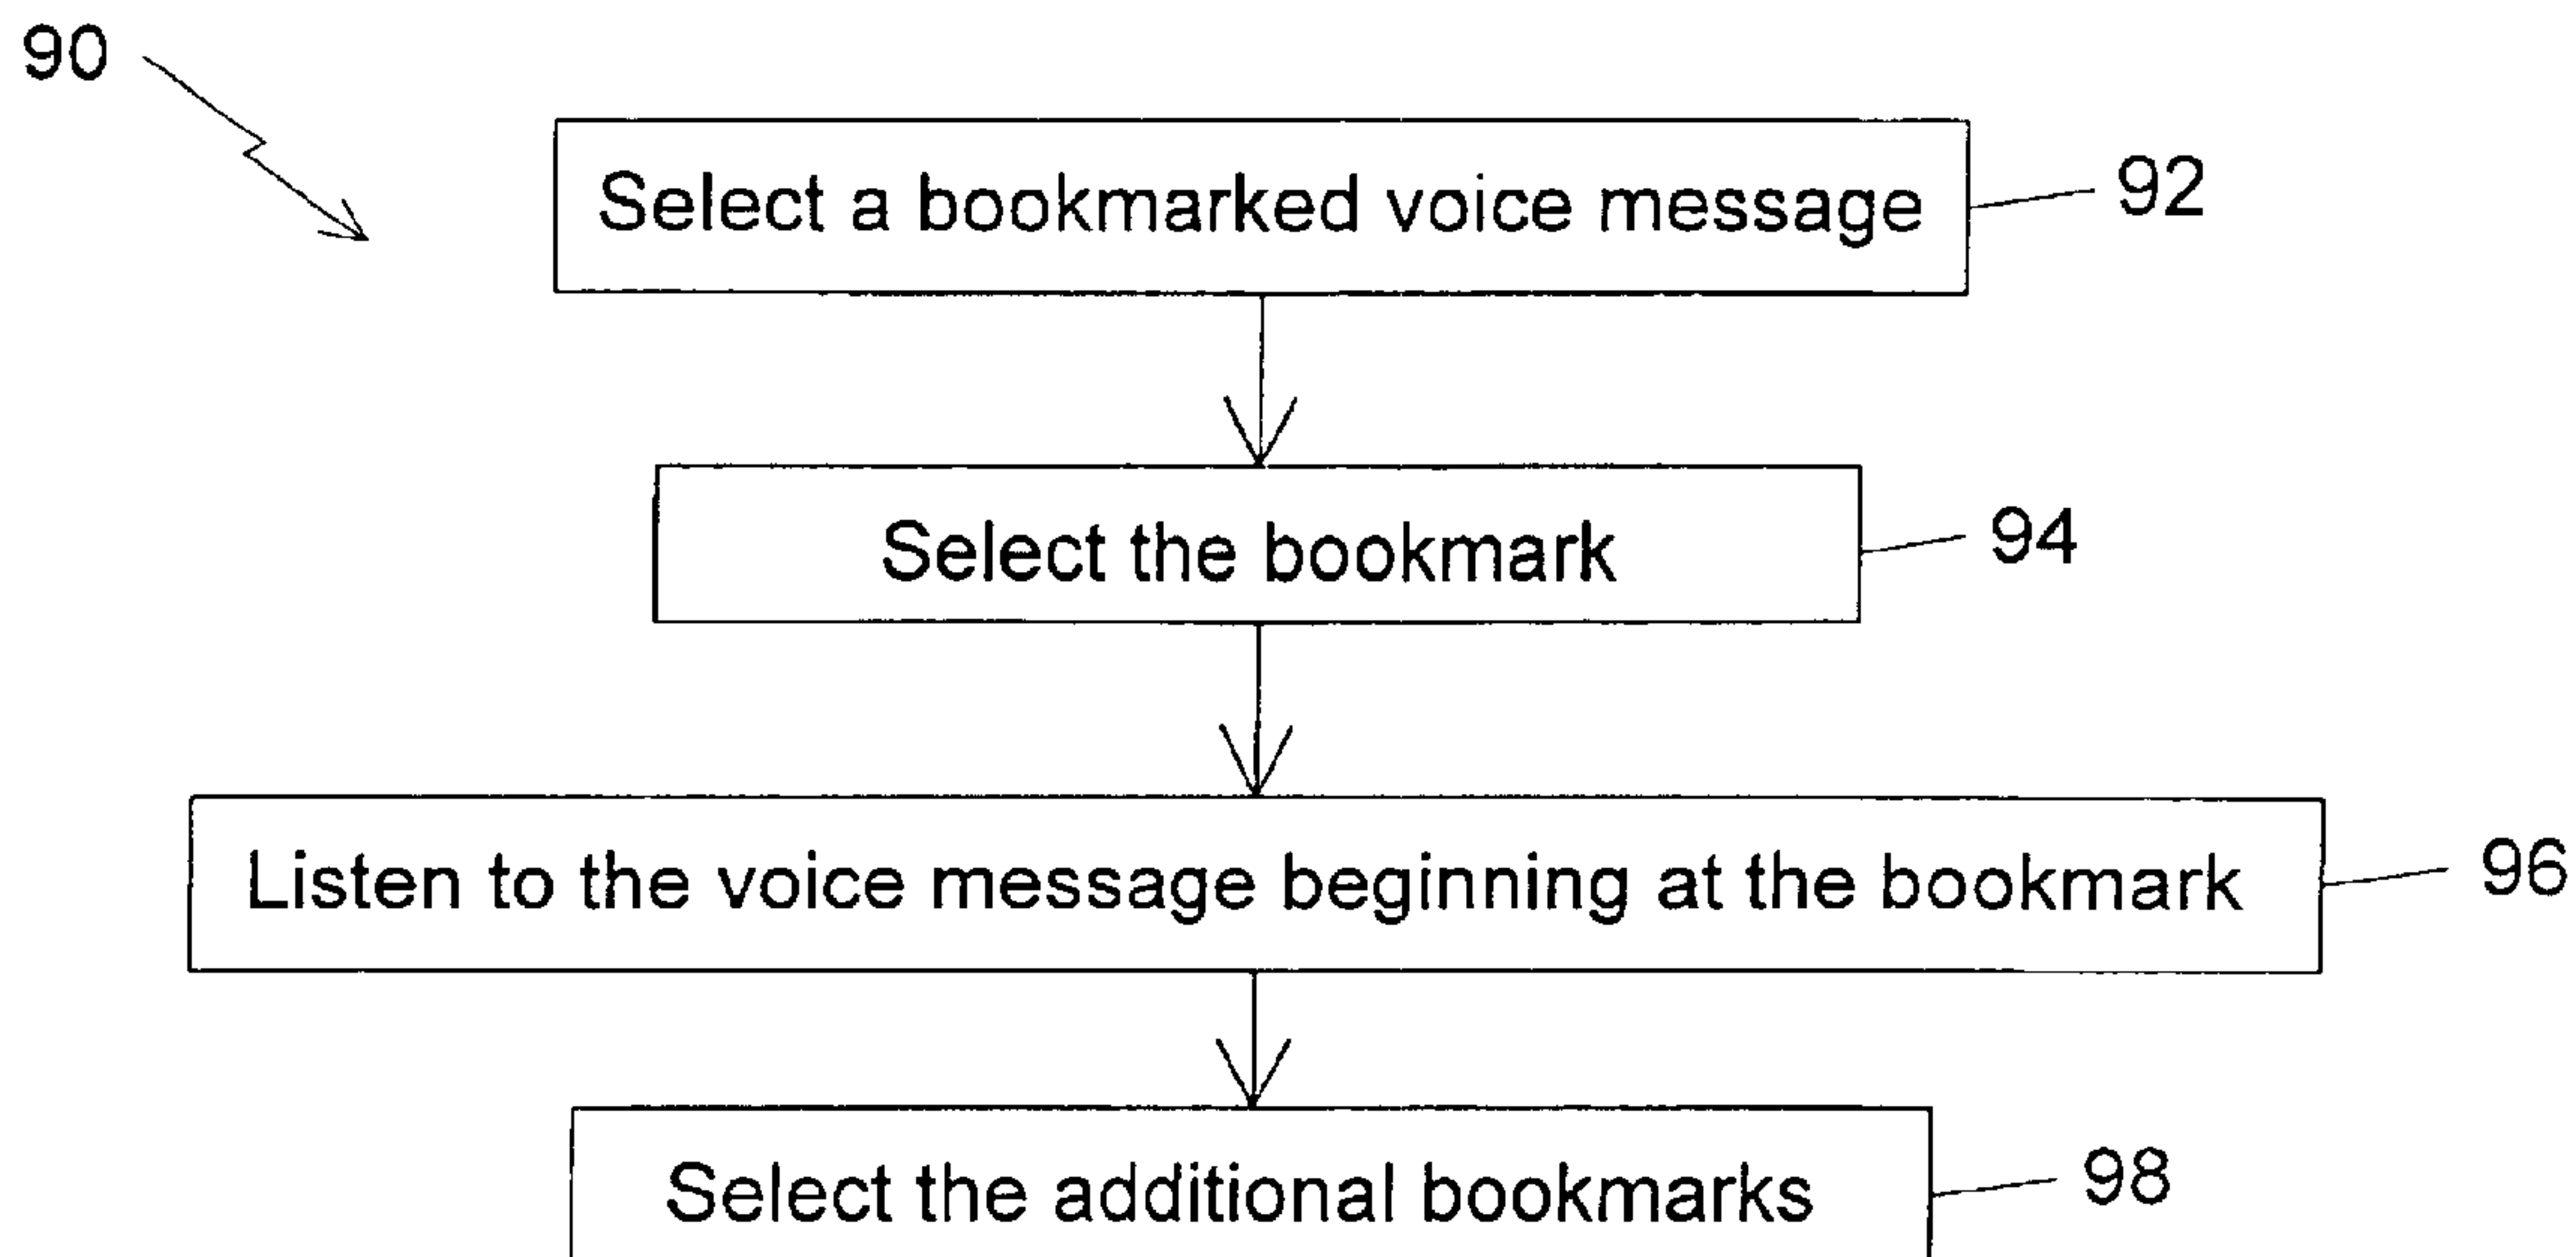 90
Select a bookmarked voice message
92
Select the bookmark
94
Listen to the voice message beginning at the bookmark
96
Select the additional bookmarks
98